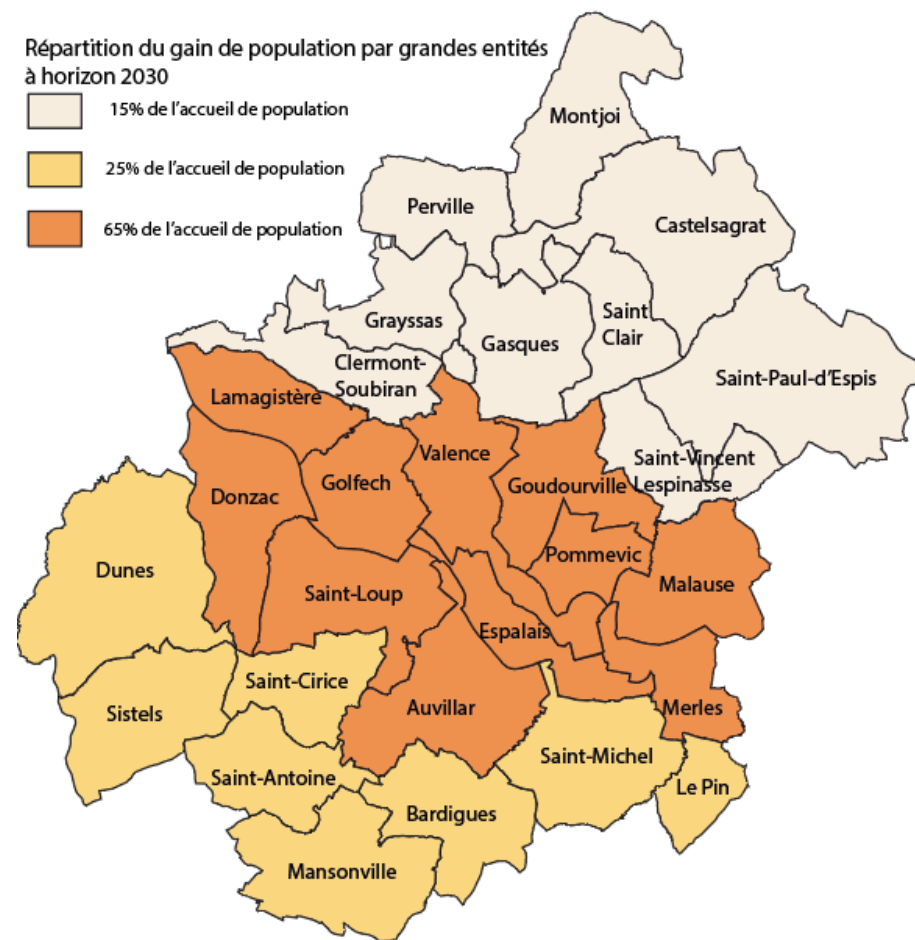 Répartition du gain de population par grandes entités
à horizon 2030
15% de l'accueil de population
25% de l'accueil de population
65% de l'accueil de population
Montjoi
Perville
Castelsagrat
Grayssas
Saint
Clair
Gasques
Clermont-
Soubiran
Saint-Paul-d'Espis
Lamagistère
Valence
Saint-Vincent
Lespinasse
Golfech
Goudourville
Donzac
Pommevic
Dunes
Malause
Saint-Loup
Espalais
Saint-Cirice
Auvillar
Merles
Sistels
Saint-Michel
Saint-Antoine
Le Pin
Bardigues
Mansonville